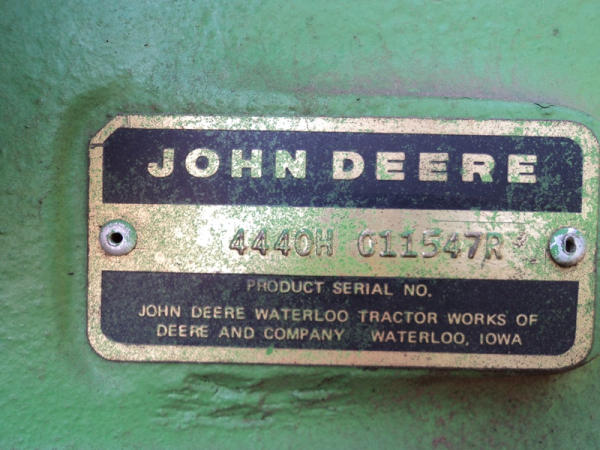 JOHN DEERE
4440H 011547R
PRODUCT SERIAL NO.
JOHN DEERE WATERLOO TRACTOR WORKS OF
DEERE AND COMPANY WATERLOO, IOWA